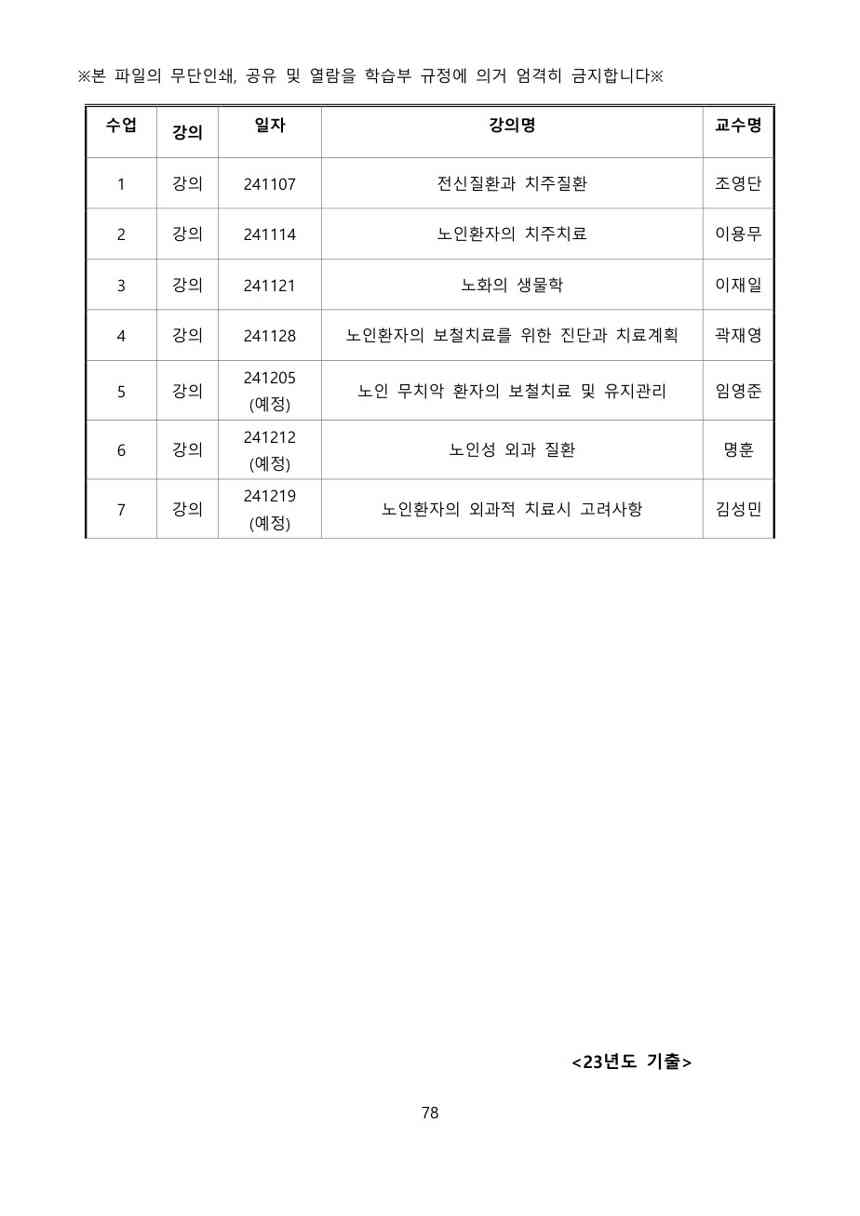 ※본 파일의 무단인쇄, 공유 및 열람을 학습부 규정에 의거 엄격히 금지합니다※
수업 강의 일자 강의명 교수명
1 강의 241107 전신질환과 치주질환 조영단
2 강의 241114 노인환자의 치주치료 이용무
3 강의 241121 노화의 생물학 이재일
4 강의 241128 노인환자의 보철치료를 위한 진단과 치료계획 곽재영
5 강의 241205 (예정) 노인 무치악 환자의 보철치료 및 유지관리 임영준
6 강의 241212 (예정) 노인성 외과 질환 명훈
7 강의 241219 (예정) 노인환자의 외과적 치료시 고려사항 김성민
<23년도 기출>
78